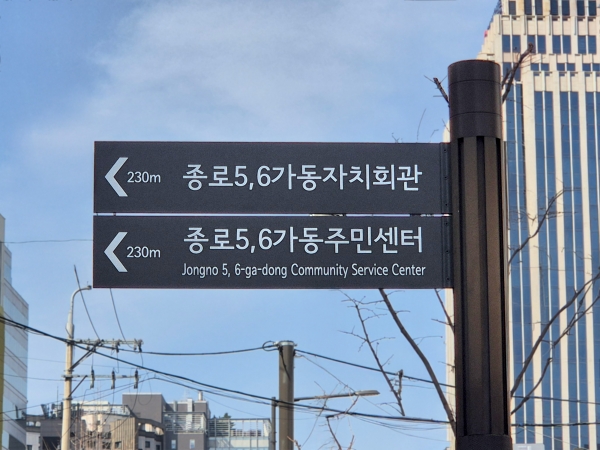 230m 종로5,6가동자치회관
230m 종로5,6가동주민센터
Jongno 5, 6-ga-dong Community Service Center